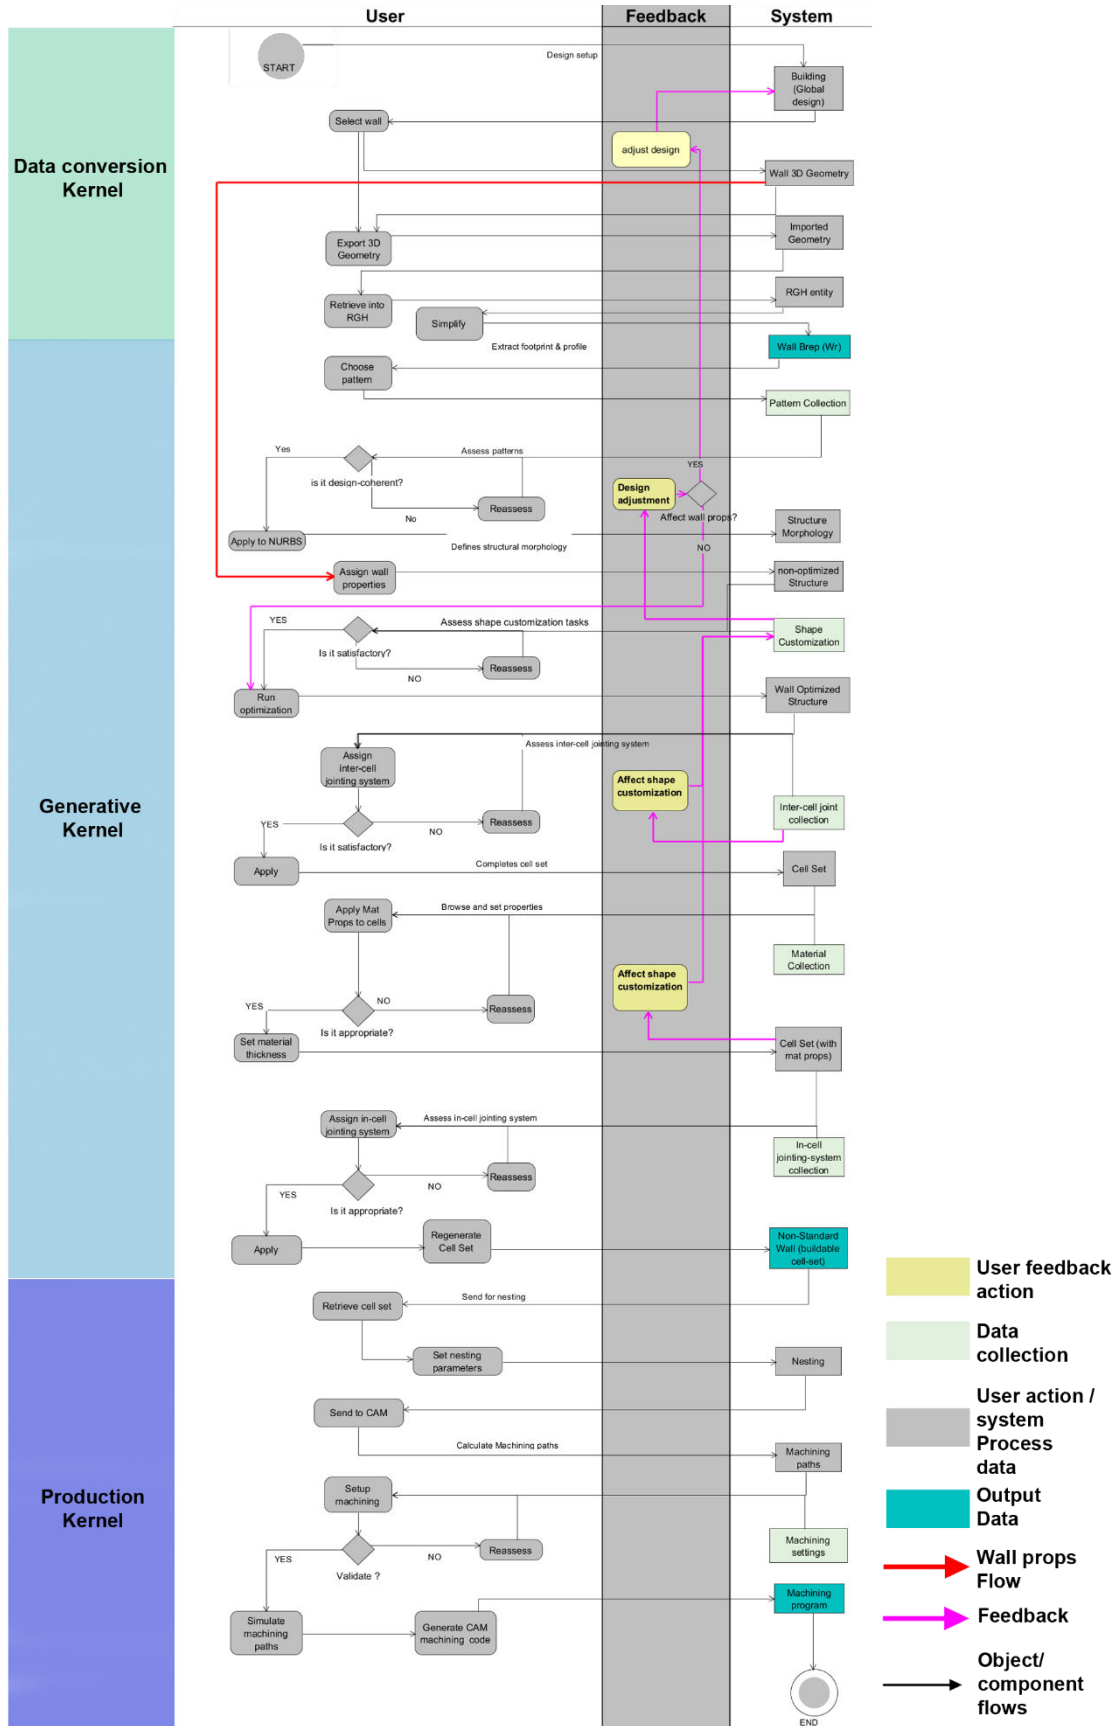 User
Feedback
System
START
Design setup
Building
(Global
design)
Select wall
adjust design
Data conversion
Kernel
Wall 3D Geometry
Export 3D
Geometry
Imported
Geometry
Retrieve into
RGH
RGH entity
Simplify
Extract footprint & profile
Wall Brep (Wr)
Choose
pattern
Pattern Collection
Yes
Assess patterns
is it design-coherent?
No
Reassess
YES
Design
adjustment
Affect wall props?
NO
Apply to NURBS
Defines structural morphology
Structure
Morphology
Assign wall
properties
non-optimized
Structure
YES
Assess shape customization tasks
Is it satisfactory?
NO
Reassess
Shape
Customization
Run
optimization
Wall Optimized
Structure
Assess inter-cell jointing system
Assign
inter-cell
jointing system
Affect shape
customization
Generative
Kernel
Inter-cell joint
collection
YES
NO
Reassess
Is it satisfactory?
Apply
Completes cell set
Cell Set
Apply Mat
Props to cells
Browse and set properties
Material
Collection
Affect shape
customization
YES
NO
Reassess
Is it appropriate?
Set material
thickness
Cell Set (with
mat props)
Assign in-cell
jointing system
Assess in-cell jointing system
In-cell
jointing-system
collection
YES
NO
Reassess
Is it appropriate?
Apply
Regenerate
Cell Set
Non-Standard
Wall (buildable
cell-set)
Send for nesting
Retrieve cell set
Set nesting
parameters
Nesting
Send to CAM
Calculate Machining paths
Machining
paths
Production
Kernel
Setup
machining
Machining
settings
YES
NO
Reassess
Validate ?
Simulate
machining
paths
Generate CAM
machining code
Machining
program
END
User feedback
action
Data
collection
User action /
system
Process
data
Output
Data
Wall props
Flow
Feedback
Object/
component
flows